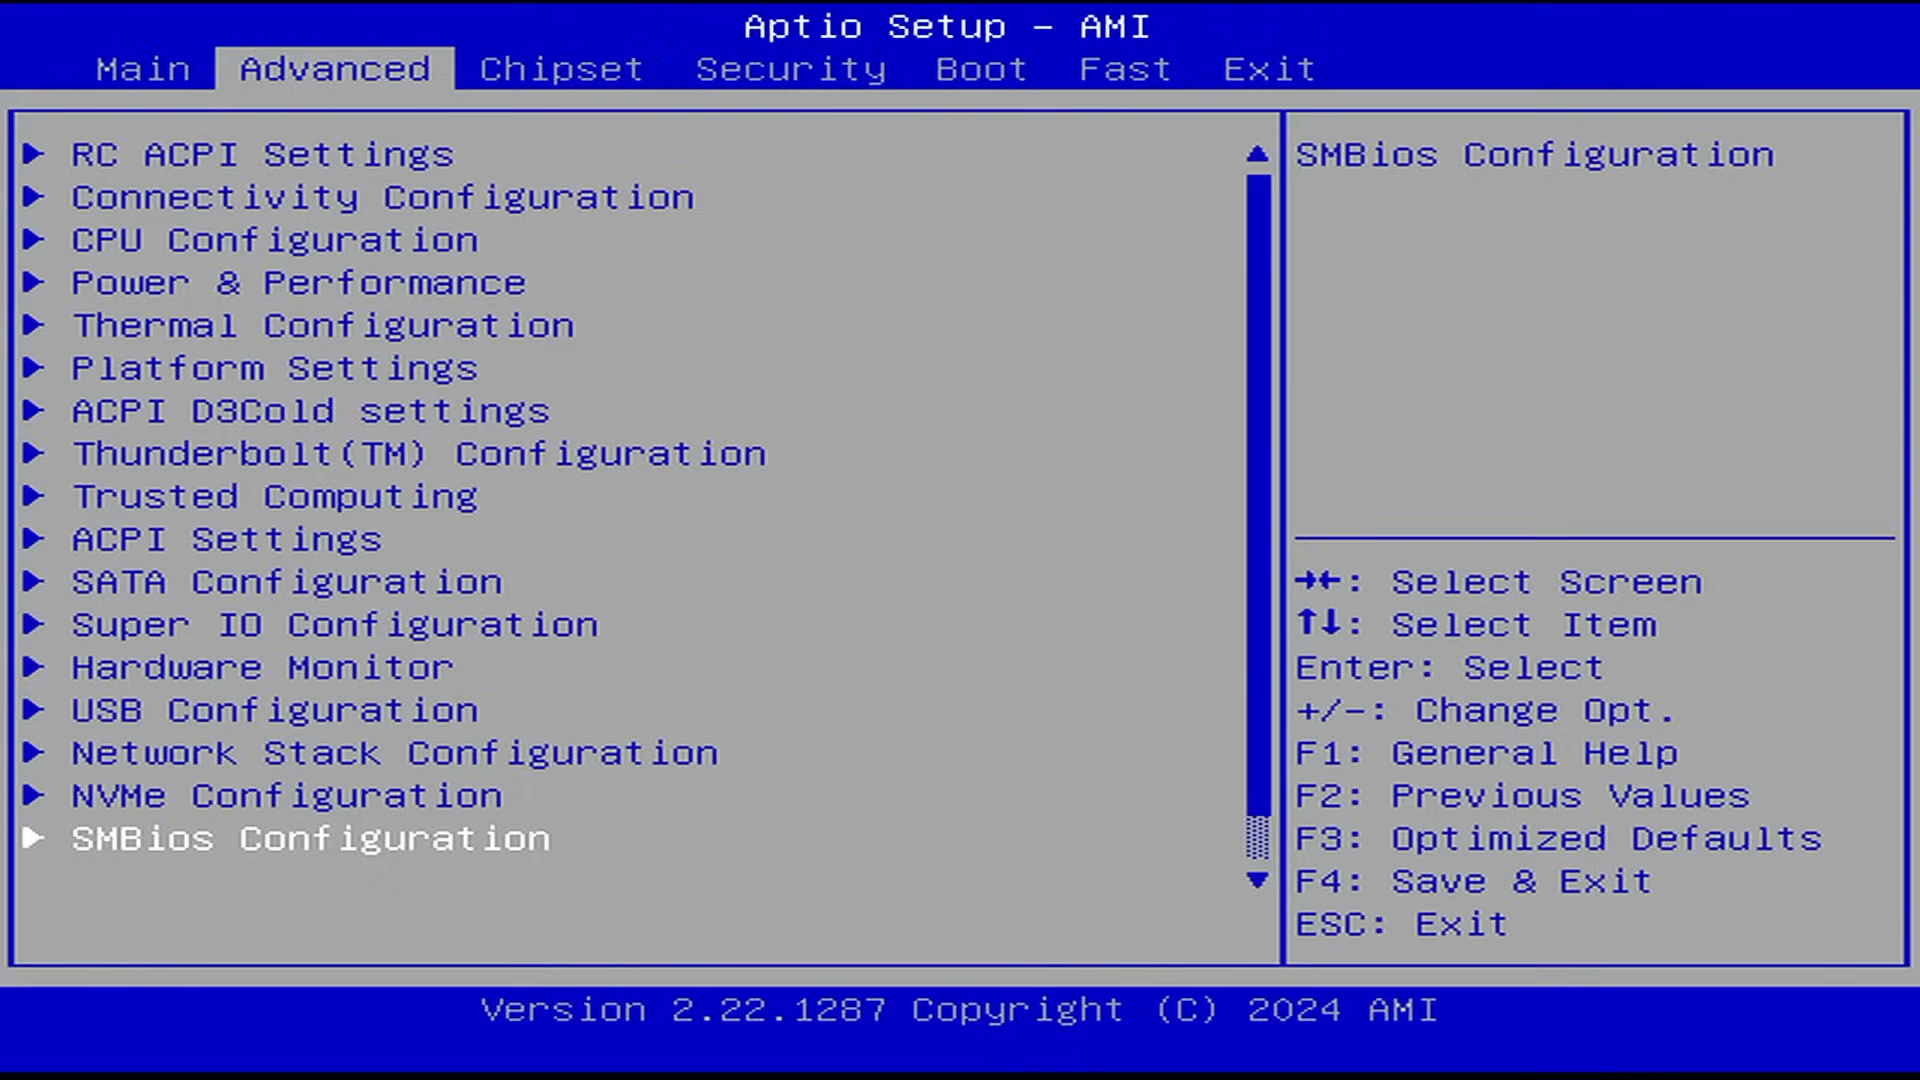 Aptio Setup - AMI
Main Advanced Chipset Security Boot Fast Exit
RC ACPI Settings
Connectivity Configuration
CPU Configuration
Power & Performance
Thermal Configuration
Platform Settings
ACPI D3Cold settings
Thunderbolt(TM) Configuration
Trusted Computing
ACPI Settings
SATA Configuration
Super IO Configuration
Hardware Monitor
USB Configuration
Network Stack Configuration
NVMe Configuration
SMBios Configuration
SMBios Configuration
→←: Select Screen
↑↓: Select Item
Enter: Select
+/-: Change Opt.
F1: General Help
F2: Previous Values
F3: Optimized Defaults
F4: Save & Exit
ESC: Exit
Version 2.22.1287 Copyright (C) 2024 AMI